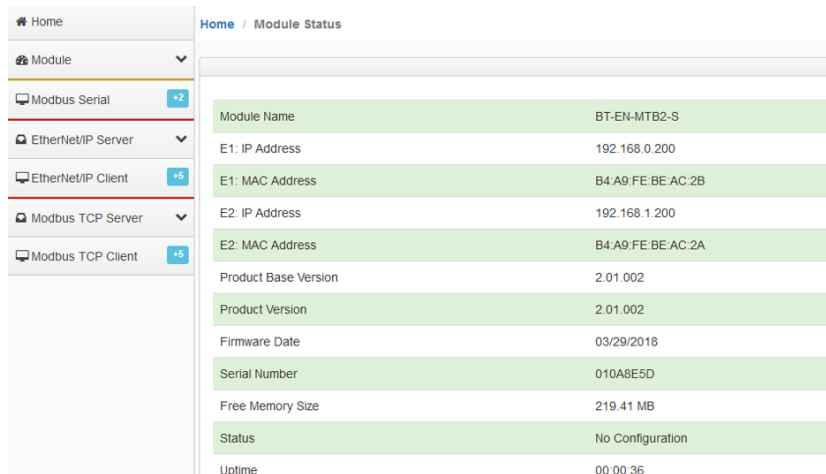 Home
Module
Modbus Serial +2
EtherNet/IP Server
EtherNet/IP Client +5
Modbus TCP Server
Modbus TCP Client +5
Home / Module Status
Module Name BT-EN-MTB2-S
E1: IP Address 192.168.0.200
E1: MAC Address B4:A9:FE:BE:AC:2B
E2: IP Address 192.168.1.200
E2: MAC Address B4:A9:FE:BE:AC:2A
Product Base Version 2.01.002
Product Version 2.01.002
Firmware Date 03/29/2018
Serial Number 010A8E5D
Free Memory Size 219.41 MB
Status No Configuration
Uptime 00:00:36